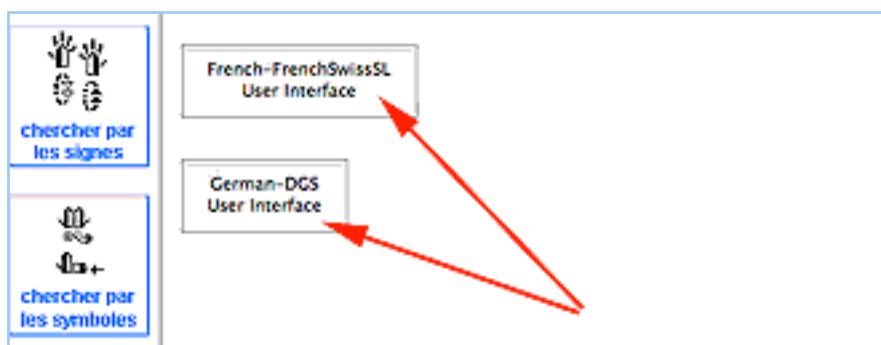 chercher par
les signes
chercher par
les symboles
French-FrenchSwissSL
User Interface
German-DGS
User Interface